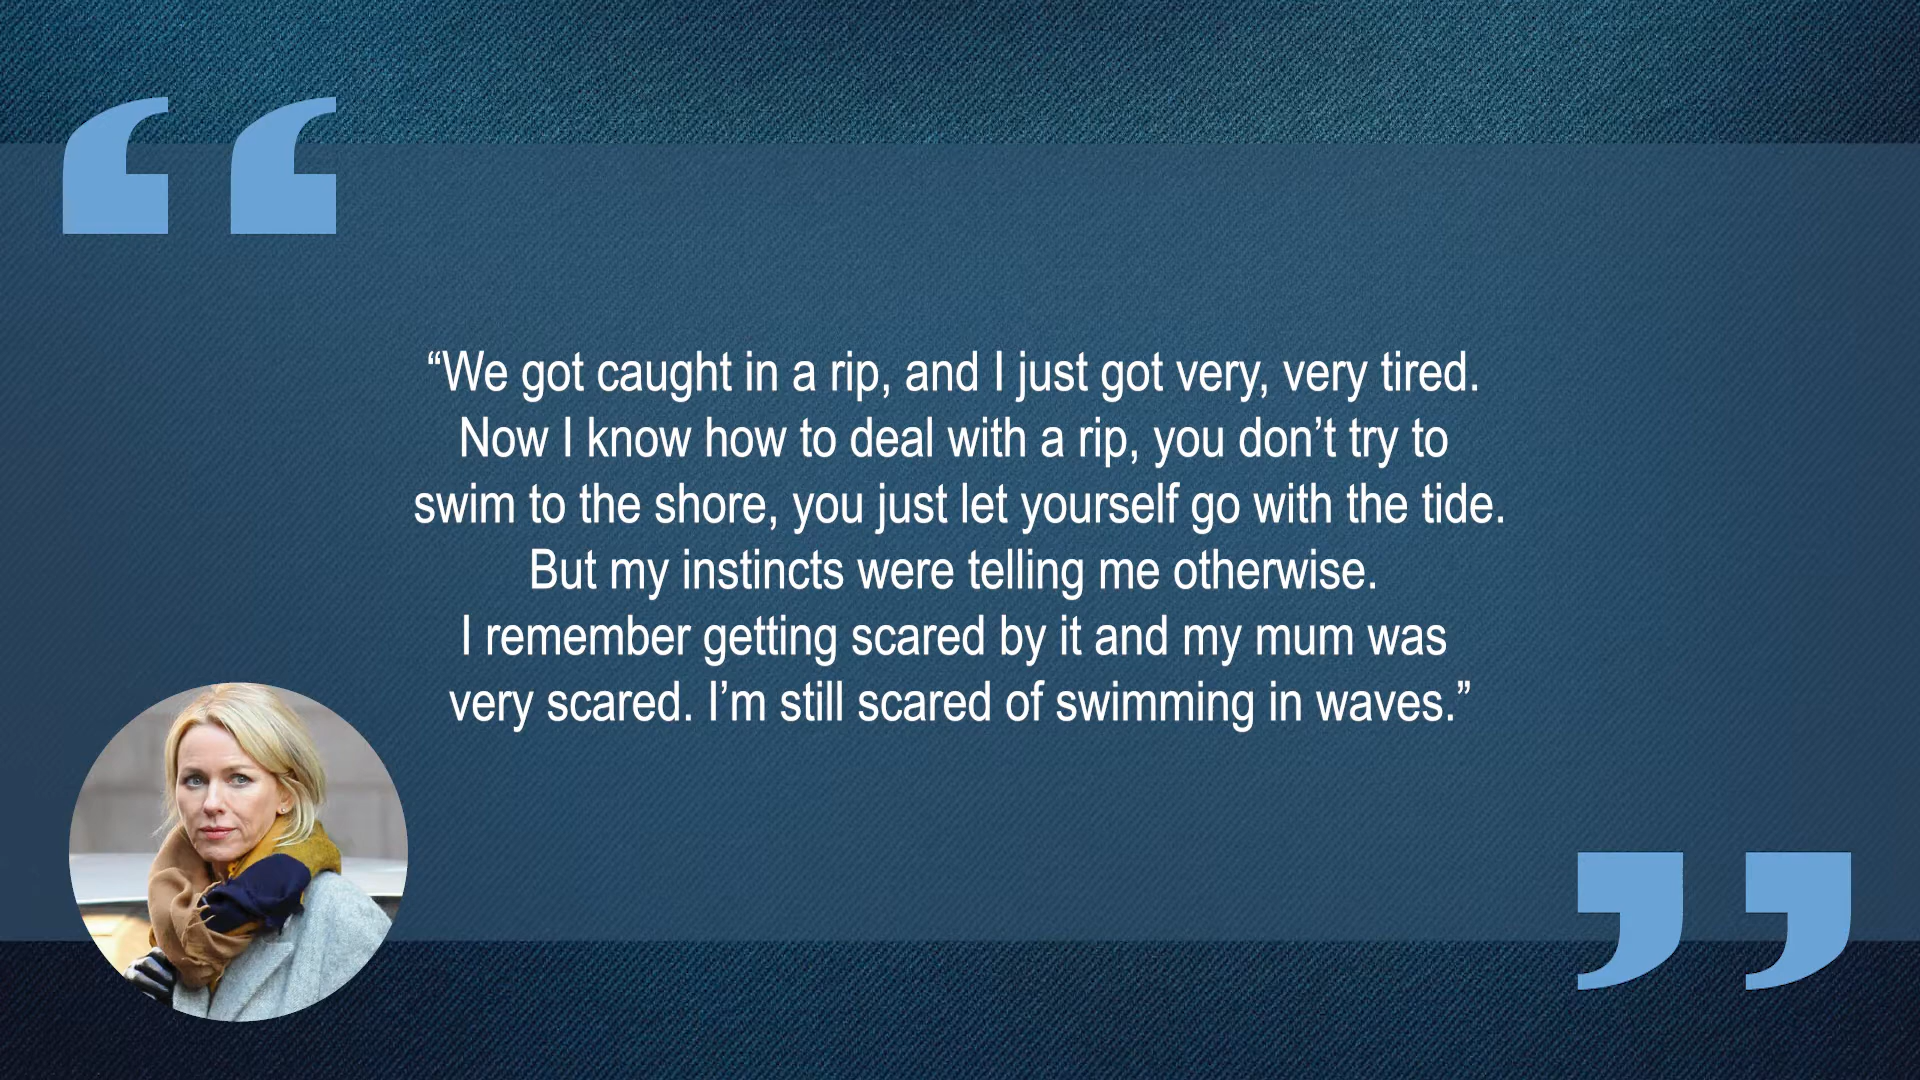 “We got caught in a rip, and I just got very, very tired.
Now I know how to deal with a rip, you don’t try to
swim to the shore, you just let yourself go with the tide.
But my instincts were telling me otherwise.
I remember getting scared by it and my mum was
very scared. I’m still scared of swimming in waves.”